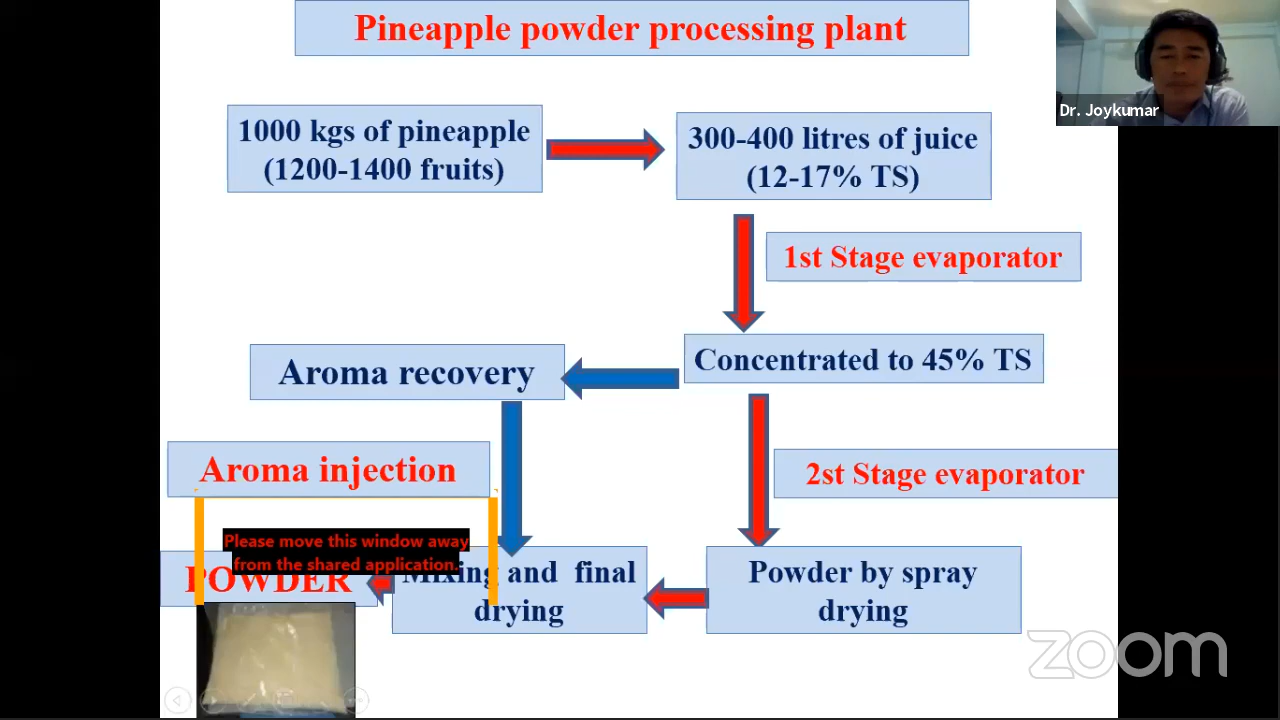 Pineapple powder processing plant
Dr. Joykumar
1000 kgs of pineapple
(1200-1400 fruits)
300-400 litres of juice
(12-17% TS)
1st Stage evaporator
Concentrated to 45% TS
Aroma recovery
Aroma injection
2st Stage evaporator
Please move this window away
from the shared application.
POWDER
Mixing and final
drying
Powder by spray
drying
zoom